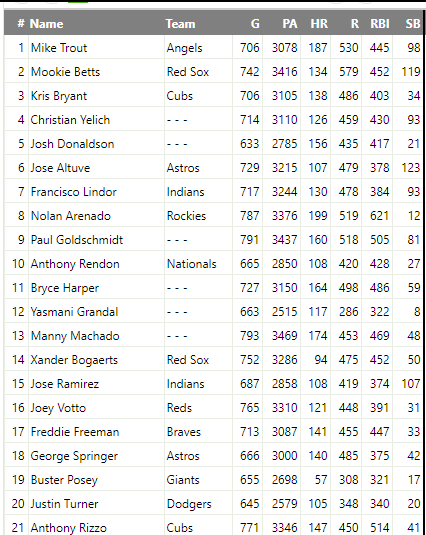 # Name Team G PA HR R RBI SB
1 Mike Trout Angels 706 3078 187 530 445 98
2 Mookie Betts Red Sox 742 3416 134 579 452 119
3 Kris Bryant Cubs 706 3105 138 486 403 34
4 Christian Yelich - - - 714 3110 126 459 430 93
5 Josh Donaldson - - - 633 2785 156 435 417 21
6 Jose Altuve Astros 729 3215 107 479 378 123
7 Francisco Lindor Indians 717 3244 130 478 384 93
8 Nolan Arenado Rockies 787 3376 199 519 621 12
9 Paul Goldschmidt - - - 791 3437 160 518 505 81
10 Anthony Rendon Nationals 665 2850 108 420 428 27
11 Bryce Harper - - - 727 3150 164 498 486 59
12 Yasmani Grandal - - - 663 2515 117 286 322 8
13 Manny Machado - - - 793 3469 174 453 469 48
14 Xander Bogaerts Red Sox 752 3286 94 475 452 50
15 Jose Ramirez Indians 687 2858 108 419 374 107
16 Joey Votto Reds 765 3310 121 448 391 31
17 Freddie Freeman Braves 713 3087 141 455 447 33
18 George Springer Astros 666 3000 140 485 375 42
19 Buster Posey Giants 655 2698 57 308 321 17
20 Justin Turner Dodgers 645 2579 105 348 340 20
21 Anthony Rizzo Cubs 771 3346 147 450 514 41